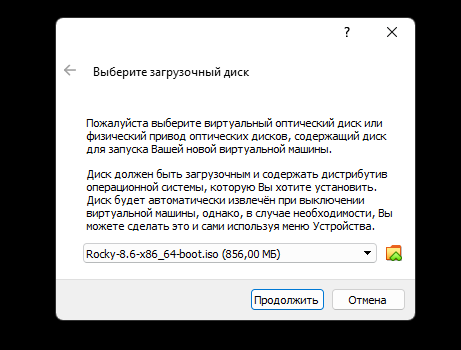 ?
Выберите загрузочный диск
Пожалуйста выберите виртуальный оптический диск или
физический привод оптических дисков, содержащий диск
для запуска Вашей новой виртуальной машины.
Диск должен быть загрузочным и содержать дистрибутив
операционной системы, которую Вы хотите установить.
Диск будет автоматически извлечён при выключении
виртуальной машины, однако, в случае необходимости, Вы
можете сделать это и сами используя меню Устройства.
Rocky-8.6-x86_64-boot.iso (856,00 МБ)
Продолжить Отмена